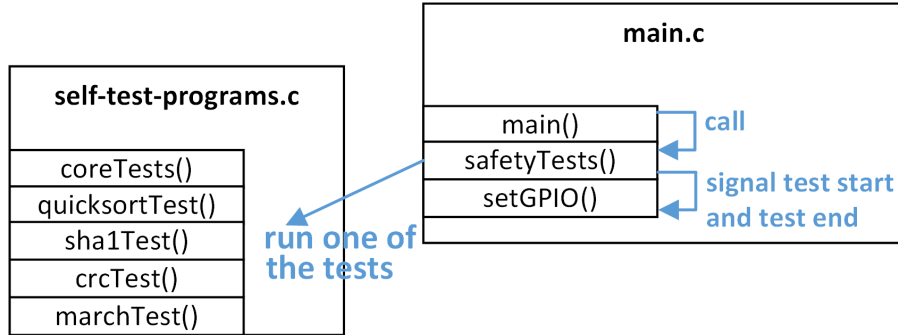 self-test-programs.c
coreTests()
quicksortTest()
sha1Test()
crcTest()
marchTest()
run one of
the tests
main.c
main()
safetyTests()
setGPIO()
call
signal test start
and test end